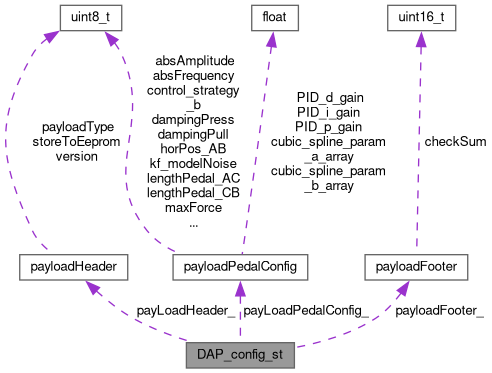 uint8_t
float
uint16_t
absAmplitude
absFrequency
control_strategy
_b
dampingPress
dampingPull
horPos_AB
kf_modelNoise
lengthPedal_AC
lengthPedal_CB
maxForce
...
PID_d_gain
PID_i_gain
PID_p_gain
cubic_spline_param
_a_array
cubic_spline_param
_b_array
payloadType
storeToEeprom
version
checkSum
payloadHeader
payloadPedalConfig
payloadFooter
payLoadHeader_
payLoadPedalConfig_
payloadFooter_
DAP_config_st